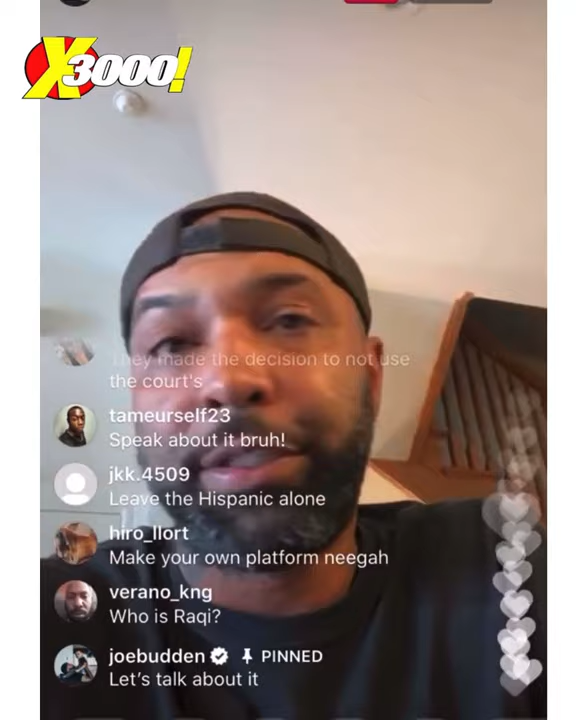 X3000!
They made the decision to not use
the court's
tameurself23
Speak about it bruh!
jkk.4509
Leave the Hispanic alone
hiro_llort
Make your own platform neegah
verano_kng
Who is Raqi?
joebudden PINNED
Let's talk about it